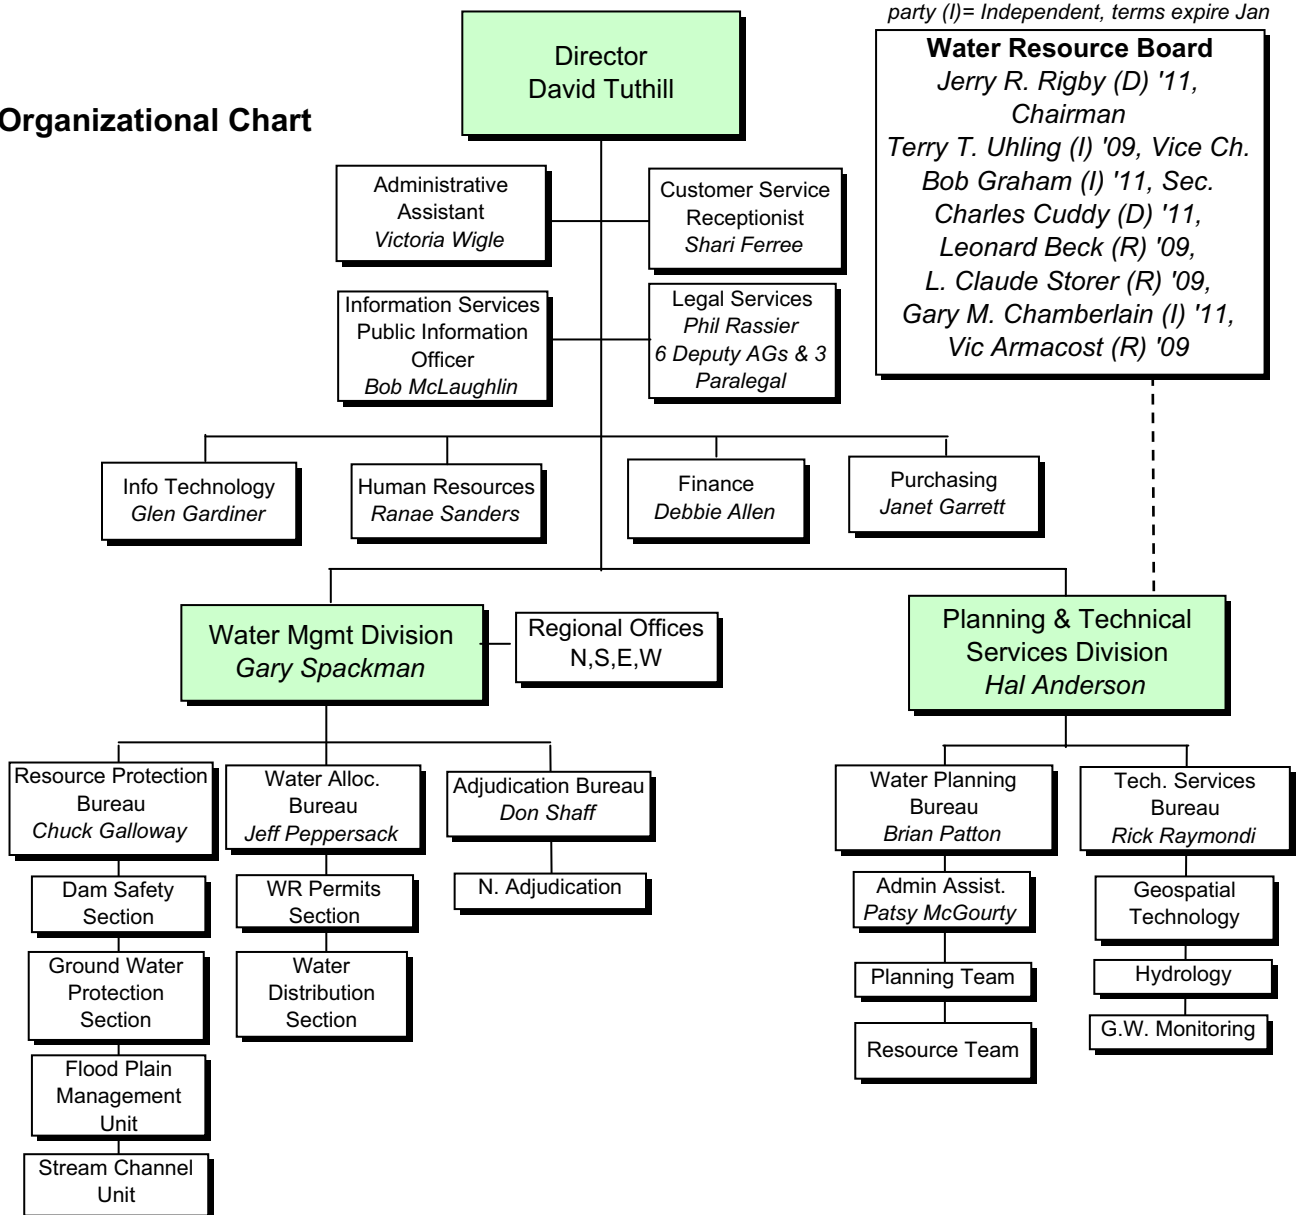 party (I)= Independent, terms expire Jan
Director
David Tuthill
Organizational Chart
Water Resource Board
Jerry R. Rigby (D) '11,
Chairman
Terry T. Uhling (I) '09, Vice Ch.
Bob Graham (I) '11, Sec.
Charles Cuddy (D) '11,
Leonard Beck (R) '09,
L. Claude Storer (R) '09,
Gary M. Chamberlain (I) '11,
Vic Armacost (R) '09
Administrative
Assistant
Victoria Wigle
Customer Service
Receptionist
Shari Ferree
Information Services
Public Information
Officer
Bob McLaughlin
Legal Services
Phil Rassier
6 Deputy AGs & 3
Paralegal
Info Technology
Glen Gardiner
Human Resources
Ranae Sanders
Finance
Debbie Allen
Purchasing
Janet Garrett
Water Mgmt Division
Gary Spackman
Regional Offices
N,S,E,W
Planning & Technical
Services Division
Hal Anderson
Resource Protection
Bureau
Chuck Galloway
Water Alloc.
Bureau
Jeff Peppersack
Adjudication Bureau
Don Shaff
Water Planning
Bureau
Brian Patton
Tech. Services
Bureau
Rick Raymondi
Dam Safety
Section
WR Permits
Section
N. Adjudication
Admin Assist.
Patsy McGourty
Geospatial
Technology
Ground Water
Protection
Section
Water
Distribution
Section
Planning Team
Hydrology
Flood Plain
Management
Unit
Resource Team
G.W. Monitoring
Stream Channel
Unit